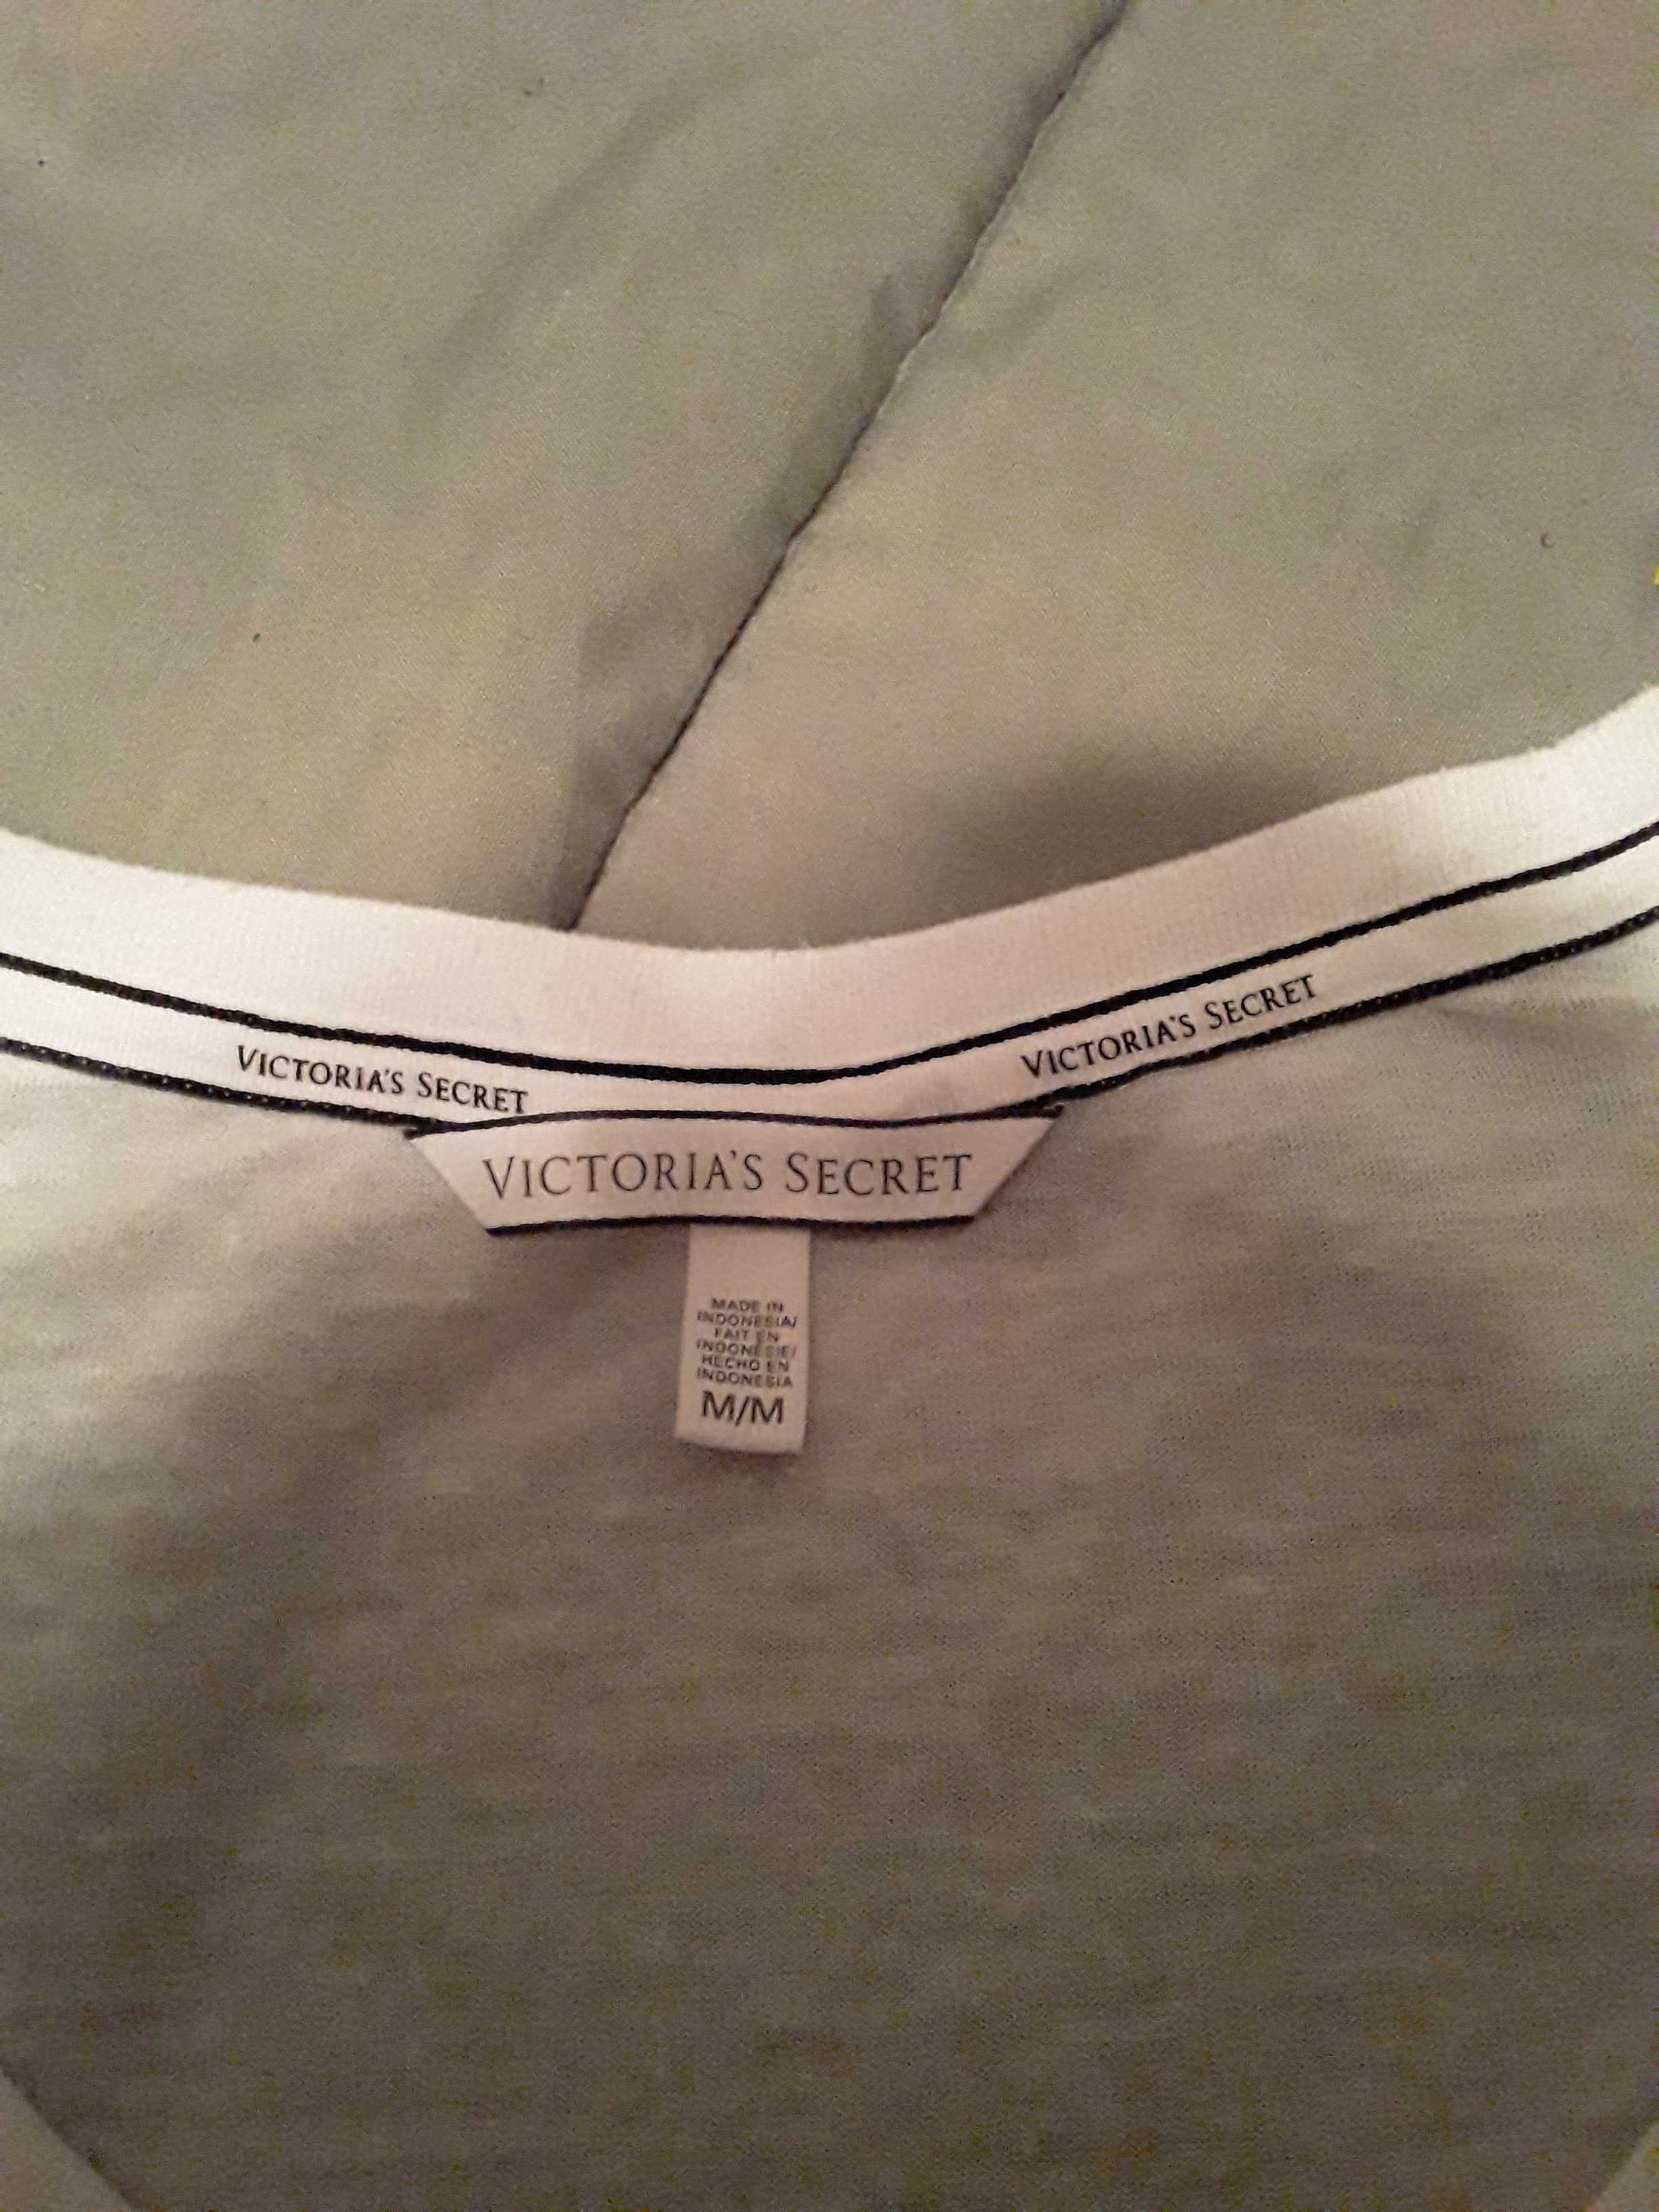 VICTORIA'S SECRET
VICTORIA'S SECRET
VICTORIA'S SECRET
MADE IN
INDONESIA/
FAIT EN
INDONÉSIE/
HECHO EN
INDONESIA
M/M